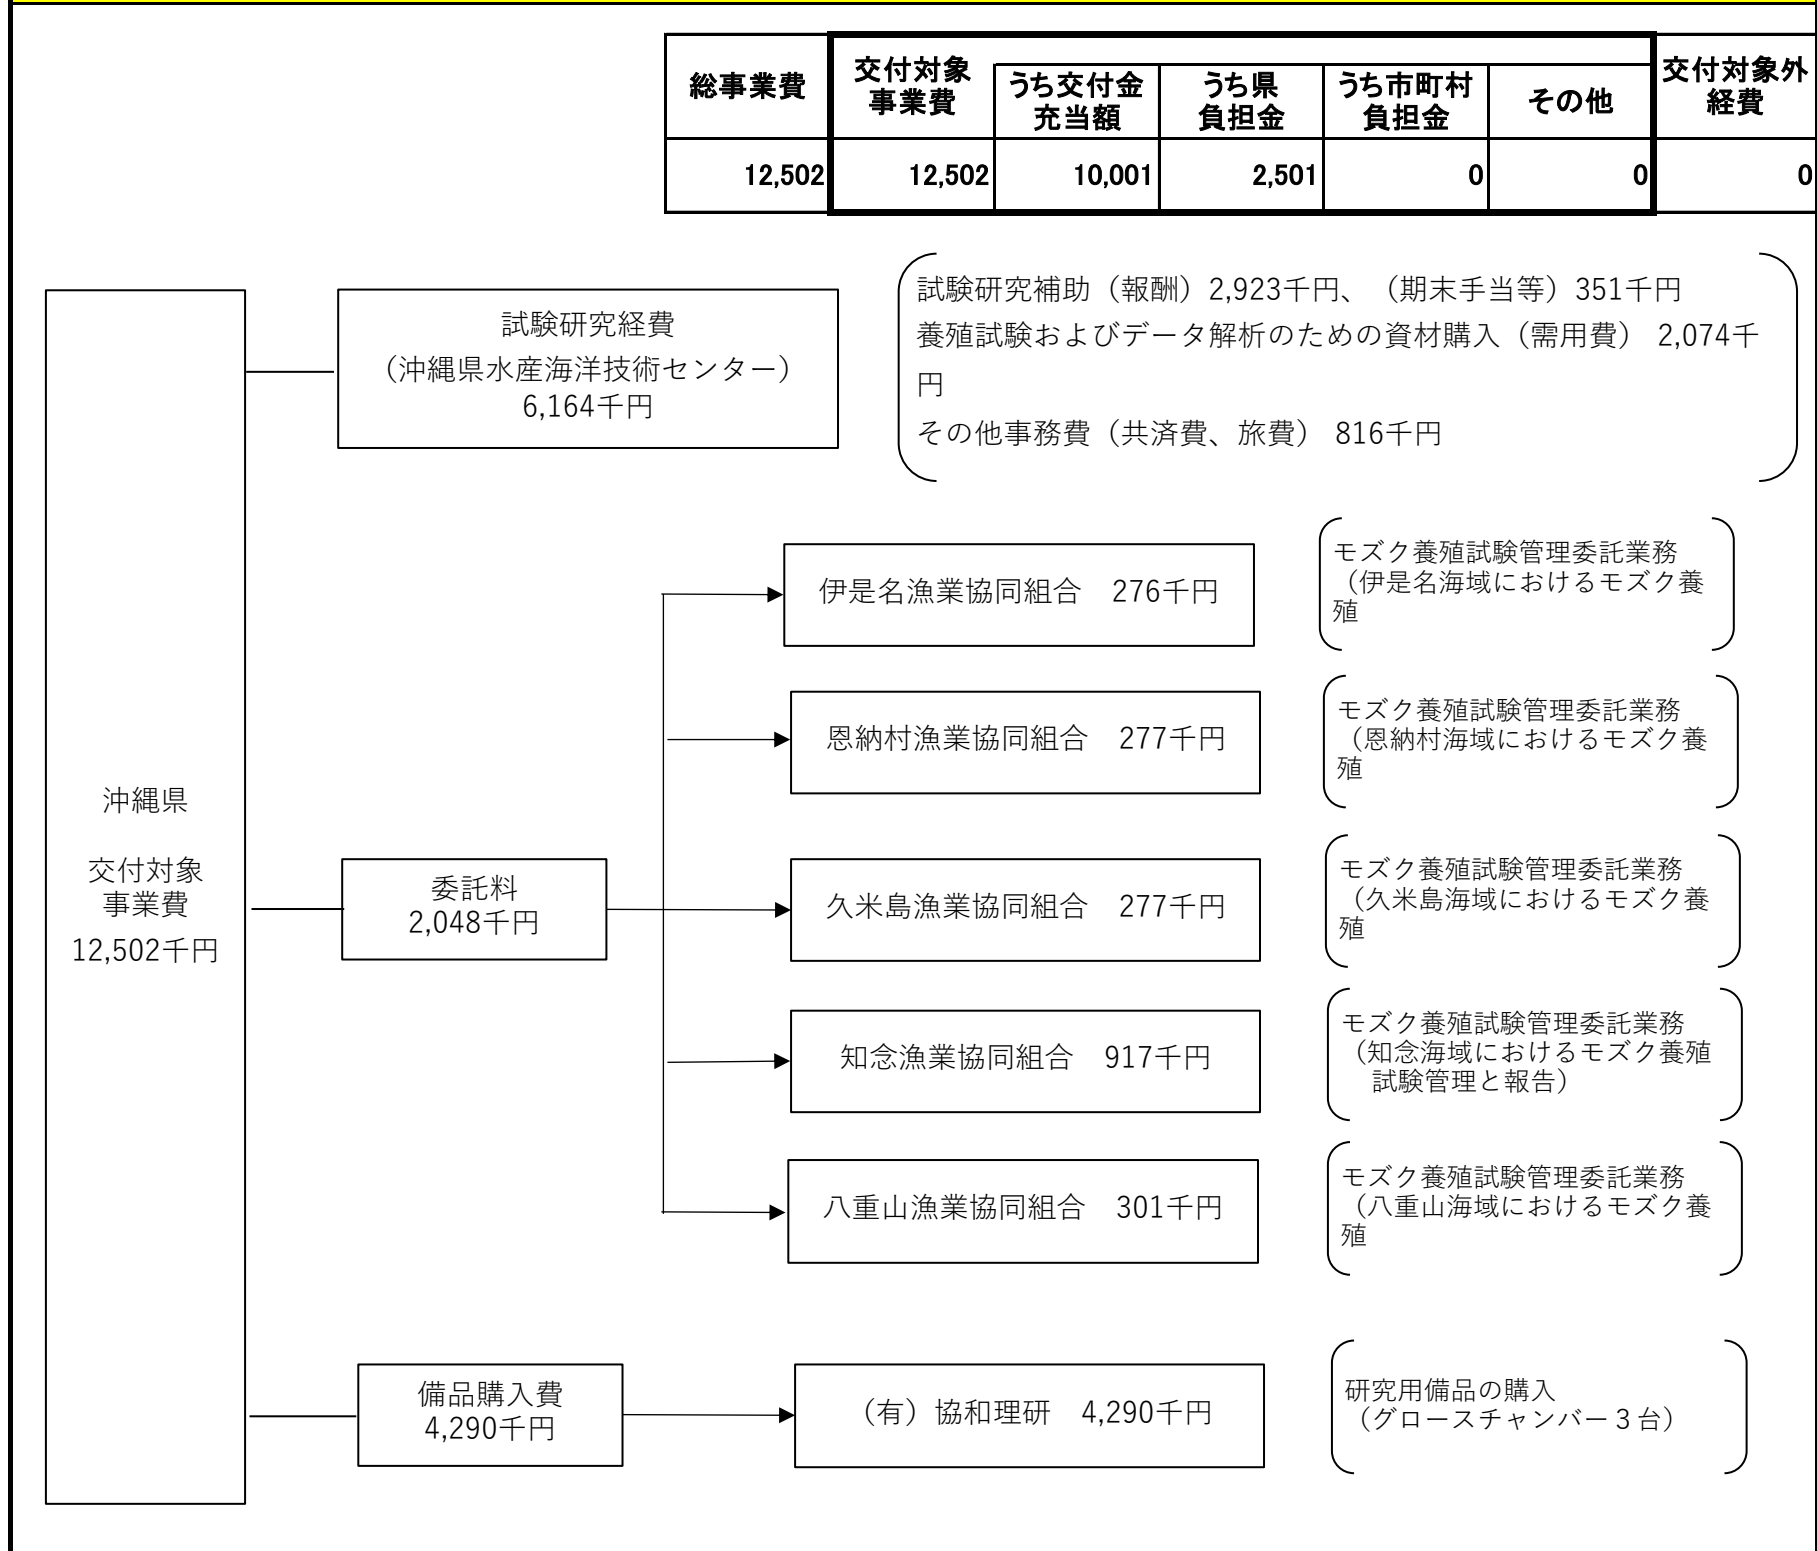 総事業費
交付対象
事業費
うち交付金
充当額
うち県
負担金
うち市町村
負担金
その他
交付対象外
経費
12,502
12,502
10,001
2,501
0
0
0
試験研究経費
（沖縄県水産海洋技術センター）
6,164千円
試験研究補助（報酬）2,923千円、（期末手当等）351千円
養殖試験およびデータ解析のための資材購入（需用費） 2,074千
円
その他事務費（共済費、旅費） 816千円
沖縄県
交付対象
事業費
12,502千円
委託料
2,048千円
伊是名漁業協同組合　276千円
モズク養殖試験管理委託業務
（伊是名海域におけるモズク養
殖
恩納村漁業協同組合　277千円
モズク養殖試験管理委託業務
（恩納村海域におけるモズク養
殖
久米島漁業協同組合　277千円
モズク養殖試験管理委託業務
（久米島海域におけるモズク養
殖
知念漁業協同組合　917千円
モズク養殖試験管理委託業務
（知念海域におけるモズク養殖
試験管理と報告）
八重山漁業協同組合　301千円
モズク養殖試験管理委託業務
（八重山海域におけるモズク養
殖
備品購入費
4,290千円
（有）協和理研　4,290千円
研究用備品の購入
（グロースチャンバー３台）